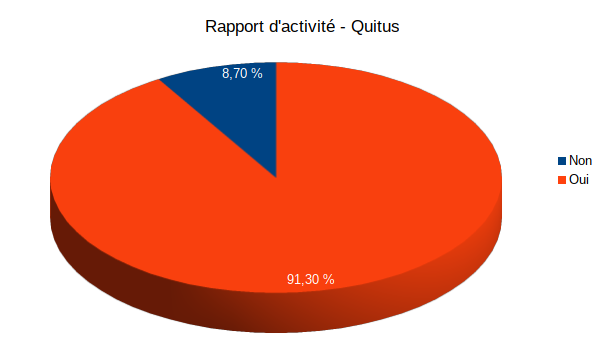 Rapport d'activité - Quitus
8,70 %
Non
Oui
91,30 %